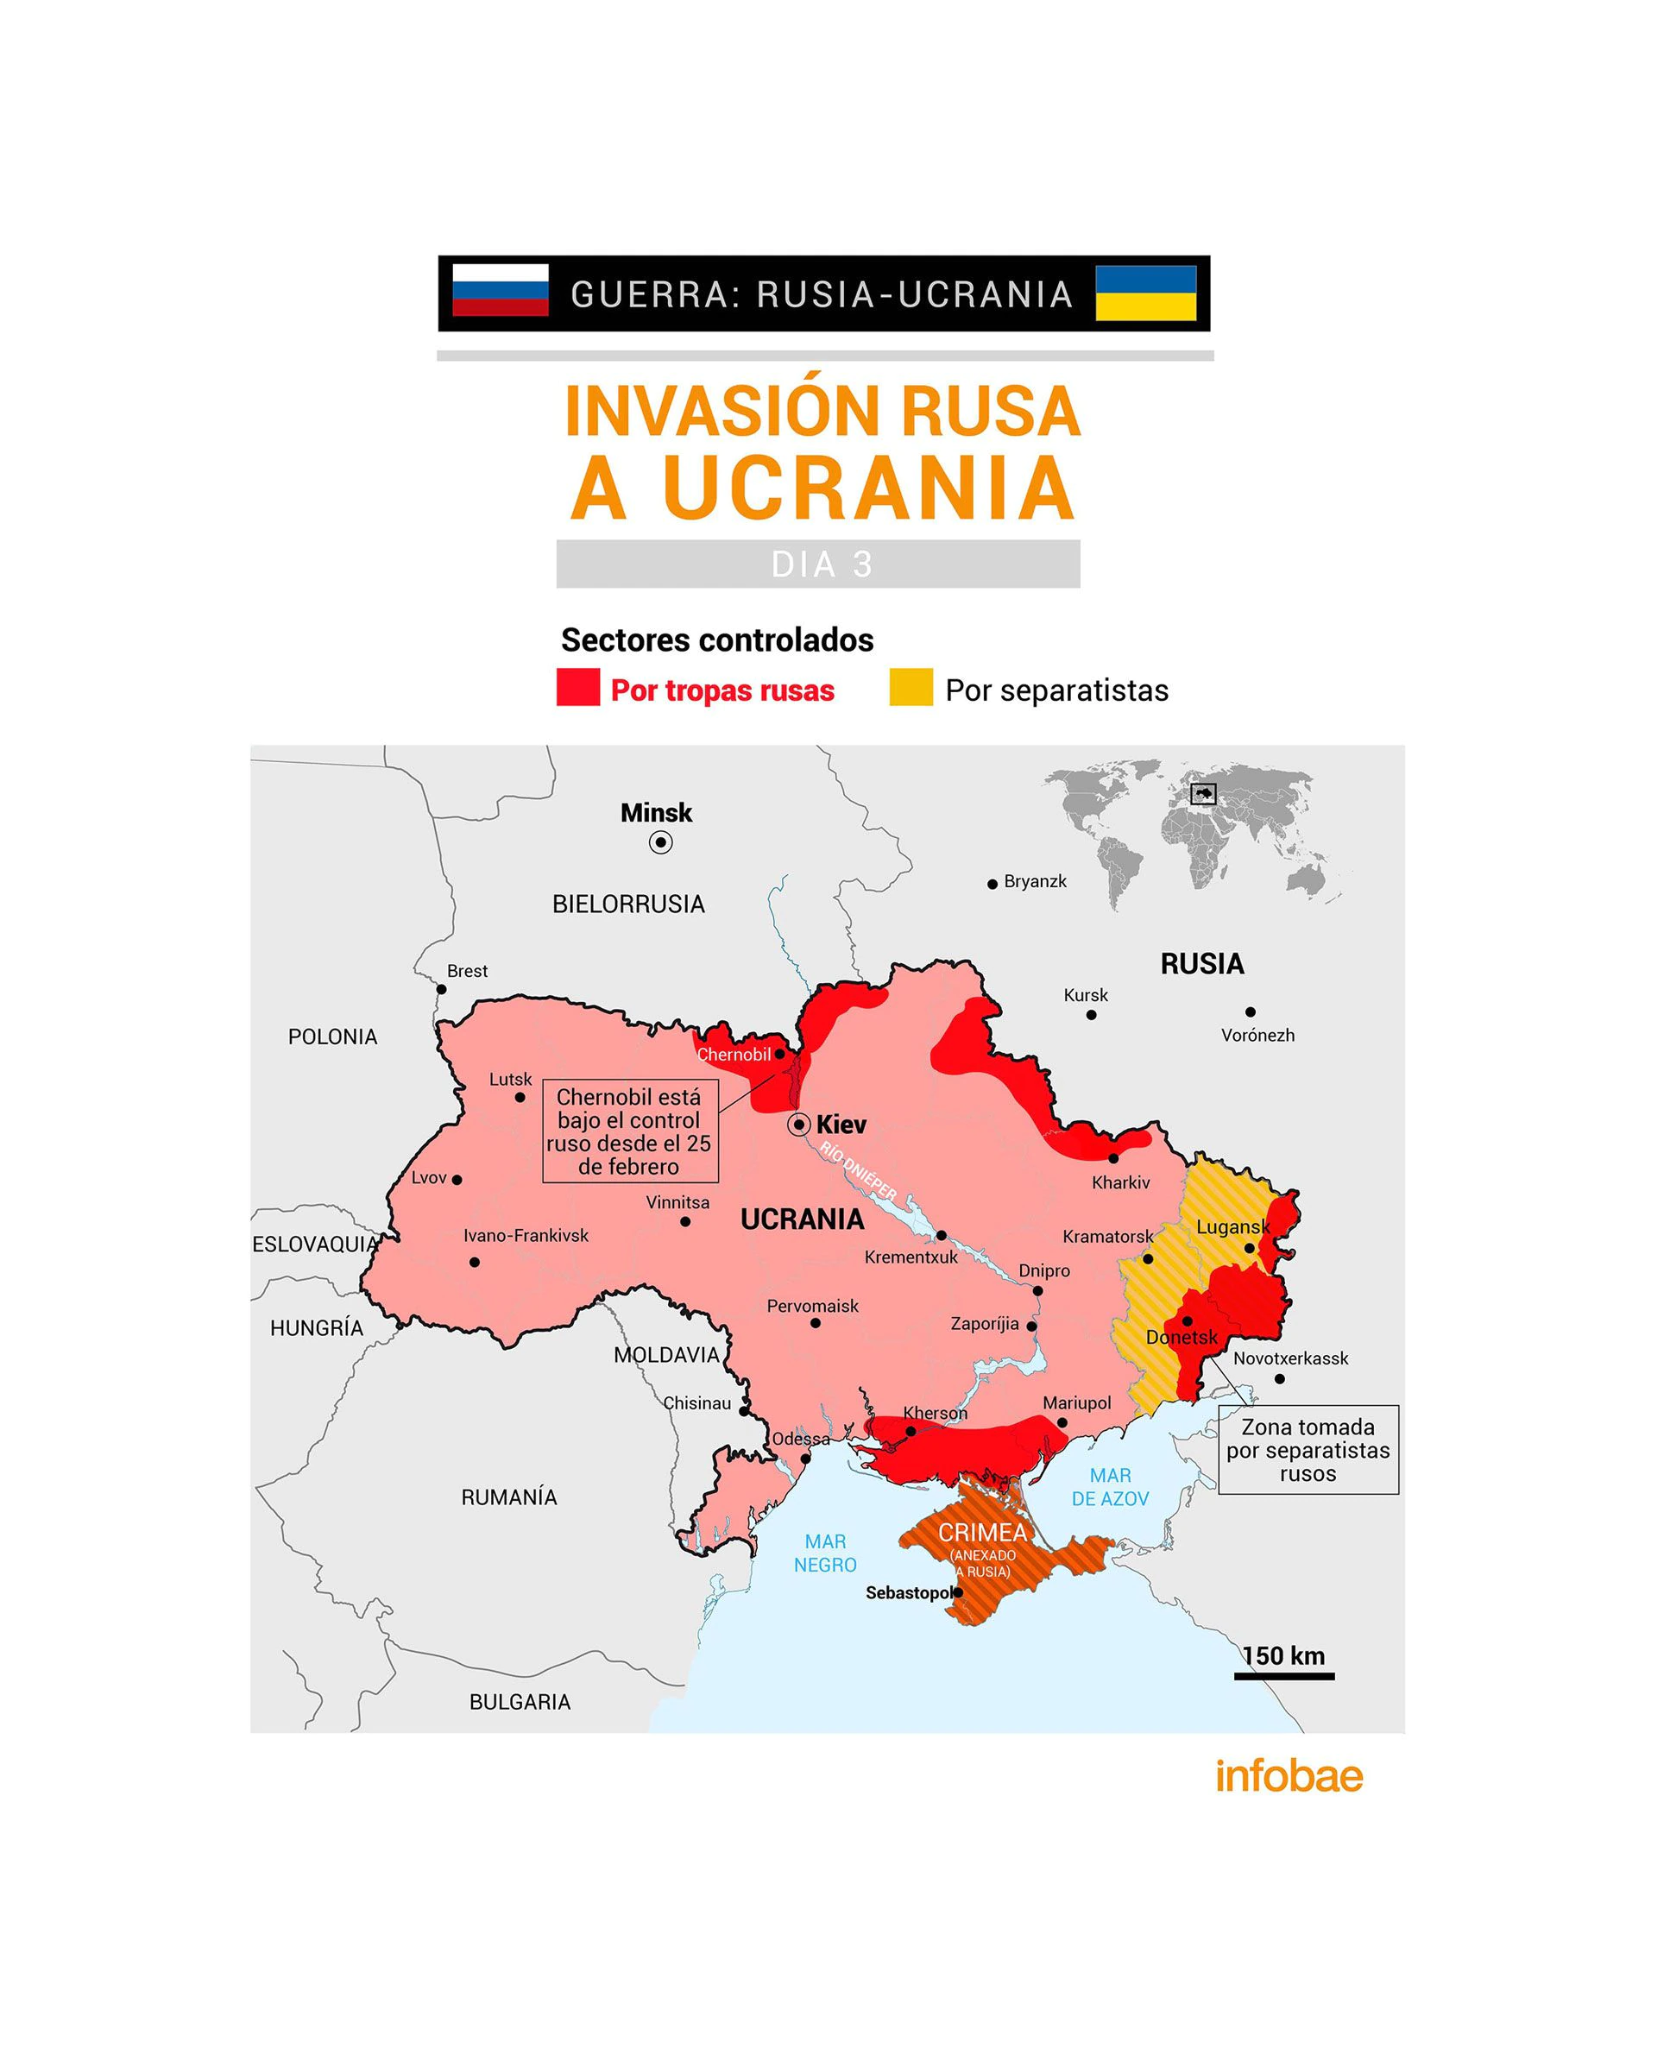 GUERRA: RUSIA-UCRANIA
INVASIÓN RUSA
A UCRANIA
DIA 3
Sectores controlados
Por tropas rusas
Por separatistas
Minsk
BIELORRUSIA
Bryanzk
RUSIA
Brest
Kursk
Vorónezh
POLONIA
Chernobil
Lutsk
Chernobil está
bajo el control
ruso desde el 25
de febrero
Kiev
RÍO DNIÉPER
Kharkiv
Lvov
Vinnitsa
UCRANIA
Ivano-Frankivsk
ESLOVAQUIA
Krementxuk
Kramatorsk
Lugansk
Dnipro
Pervomaisk
Zaporíjia
HUNGRÍA
Donetsk
MOLDAVIA
Novotxerkassk
Chisinau
Kherson
Mariupol
Odessa
Zona tomada
por separatistas
rusos
MAR
DE AZOV
RUMANÍA
MAR
NEGRO
CRIMEA
(ANEXADO
A RUSIA)
Sebastopol
150 km
BULGARIA
infobae